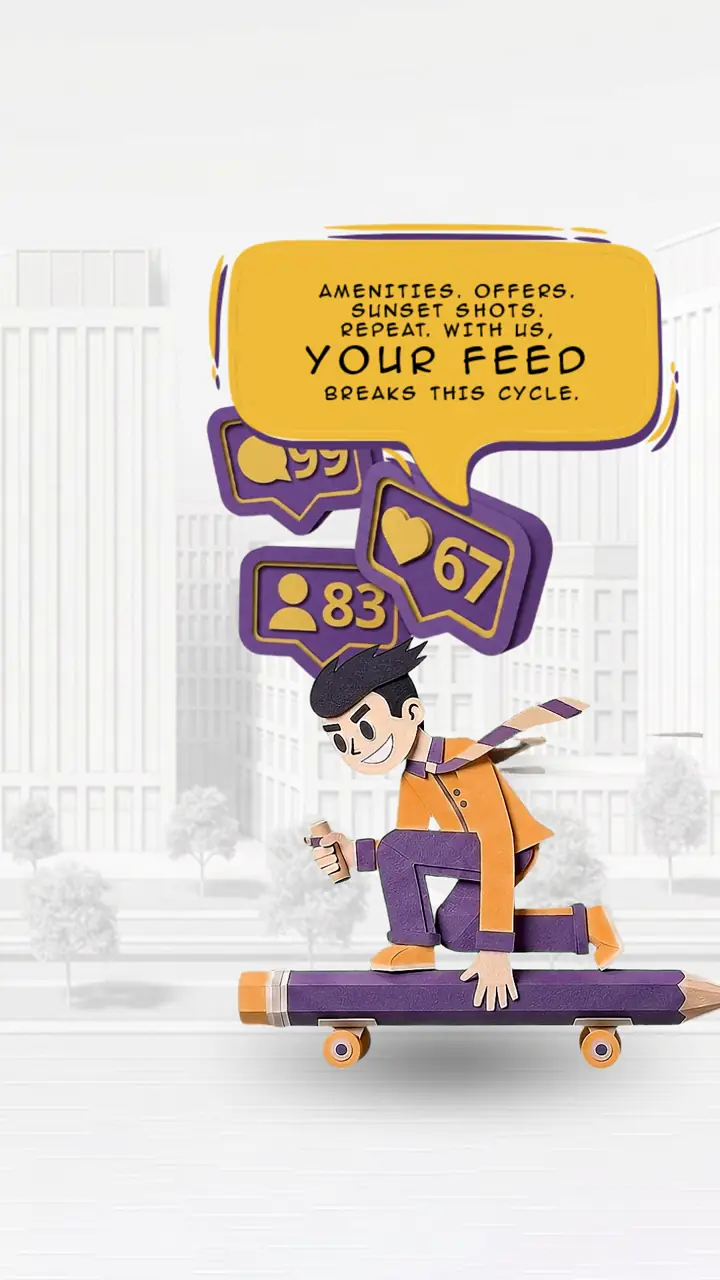 AMENITIES. OFFERS.
SUNSET SHOTS.
REPEAT. WITH US,
YOUR FEED
BREAKS THIS CYCLE.
99
67
83